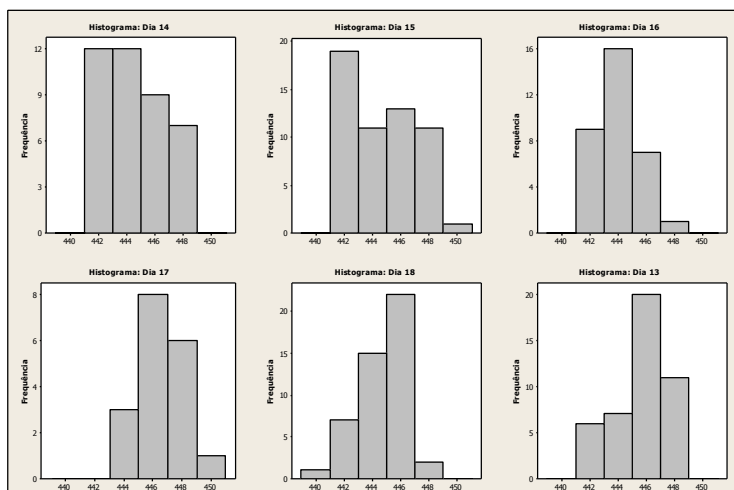 Histograma: Dia 14
Frequência
12
9
6
3
0
440 442 444 446 448 450
Histograma: Dia 15
Frequência
20
15
10
5
0
440 442 444 446 448 450
Histograma: Dia 16
Frequência
16
12
8
4
0
440 442 444 446 448 450
Histograma: Dia 17
Frequência
8
6
4
2
0
440 442 444 446 448 450
Histograma: Dia 18
Frequência
20
15
10
5
0
440 442 444 446 448 450
Histograma: Dia 13
Frequência
20
15
10
5
0
440 442 444 446 448 450